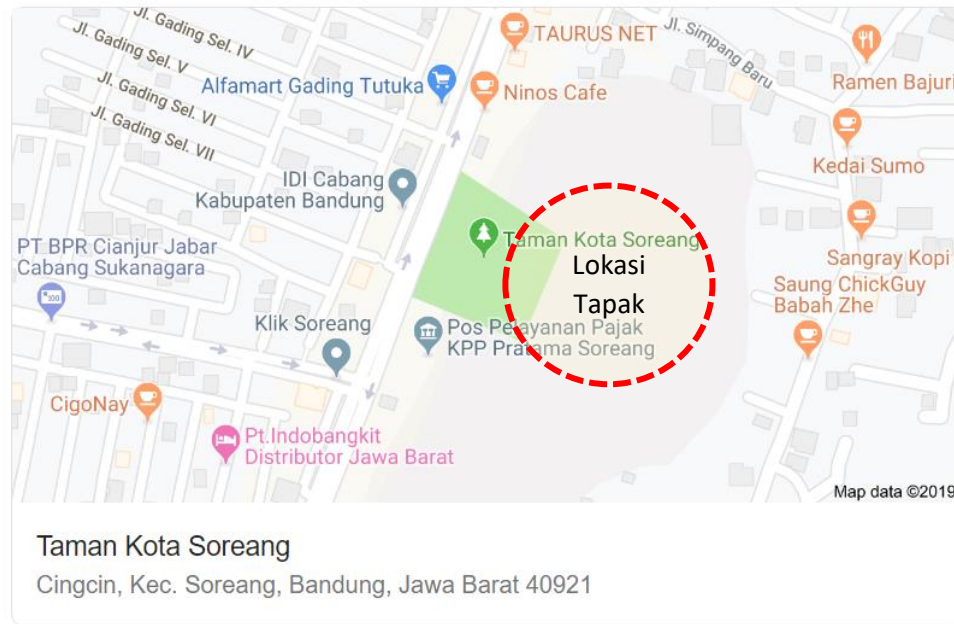 Jl. Gading Sel. IV
Jl. Gading Sel. V
Jl. Gading Sel. VI
Jl. Gading Sel. VII
TAURUS NET
Jl. Simpang Baru
Ramen Bajuri
Alfamart Gading Tutuka
Ninos Cafe
Kedai Sumo
IDI Cabang
Kabupaten Bandung
Taman Kota Soreang
Lokasi
Tapak
Sangray Kopi
PT BPR Cianjur Jabar
Cabang Sukanagara
Saung ChickGuy
Babah Zhe
Klik Soreang
Pos Pelayanan Pajak
KPP Pratama Soreang
CigoNay
Pt.Indobangkit
Distributor Jawa Barat
Map data ©2019
Taman Kota Soreang
Cingcin, Kec. Soreang, Bandung, Jawa Barat 40921